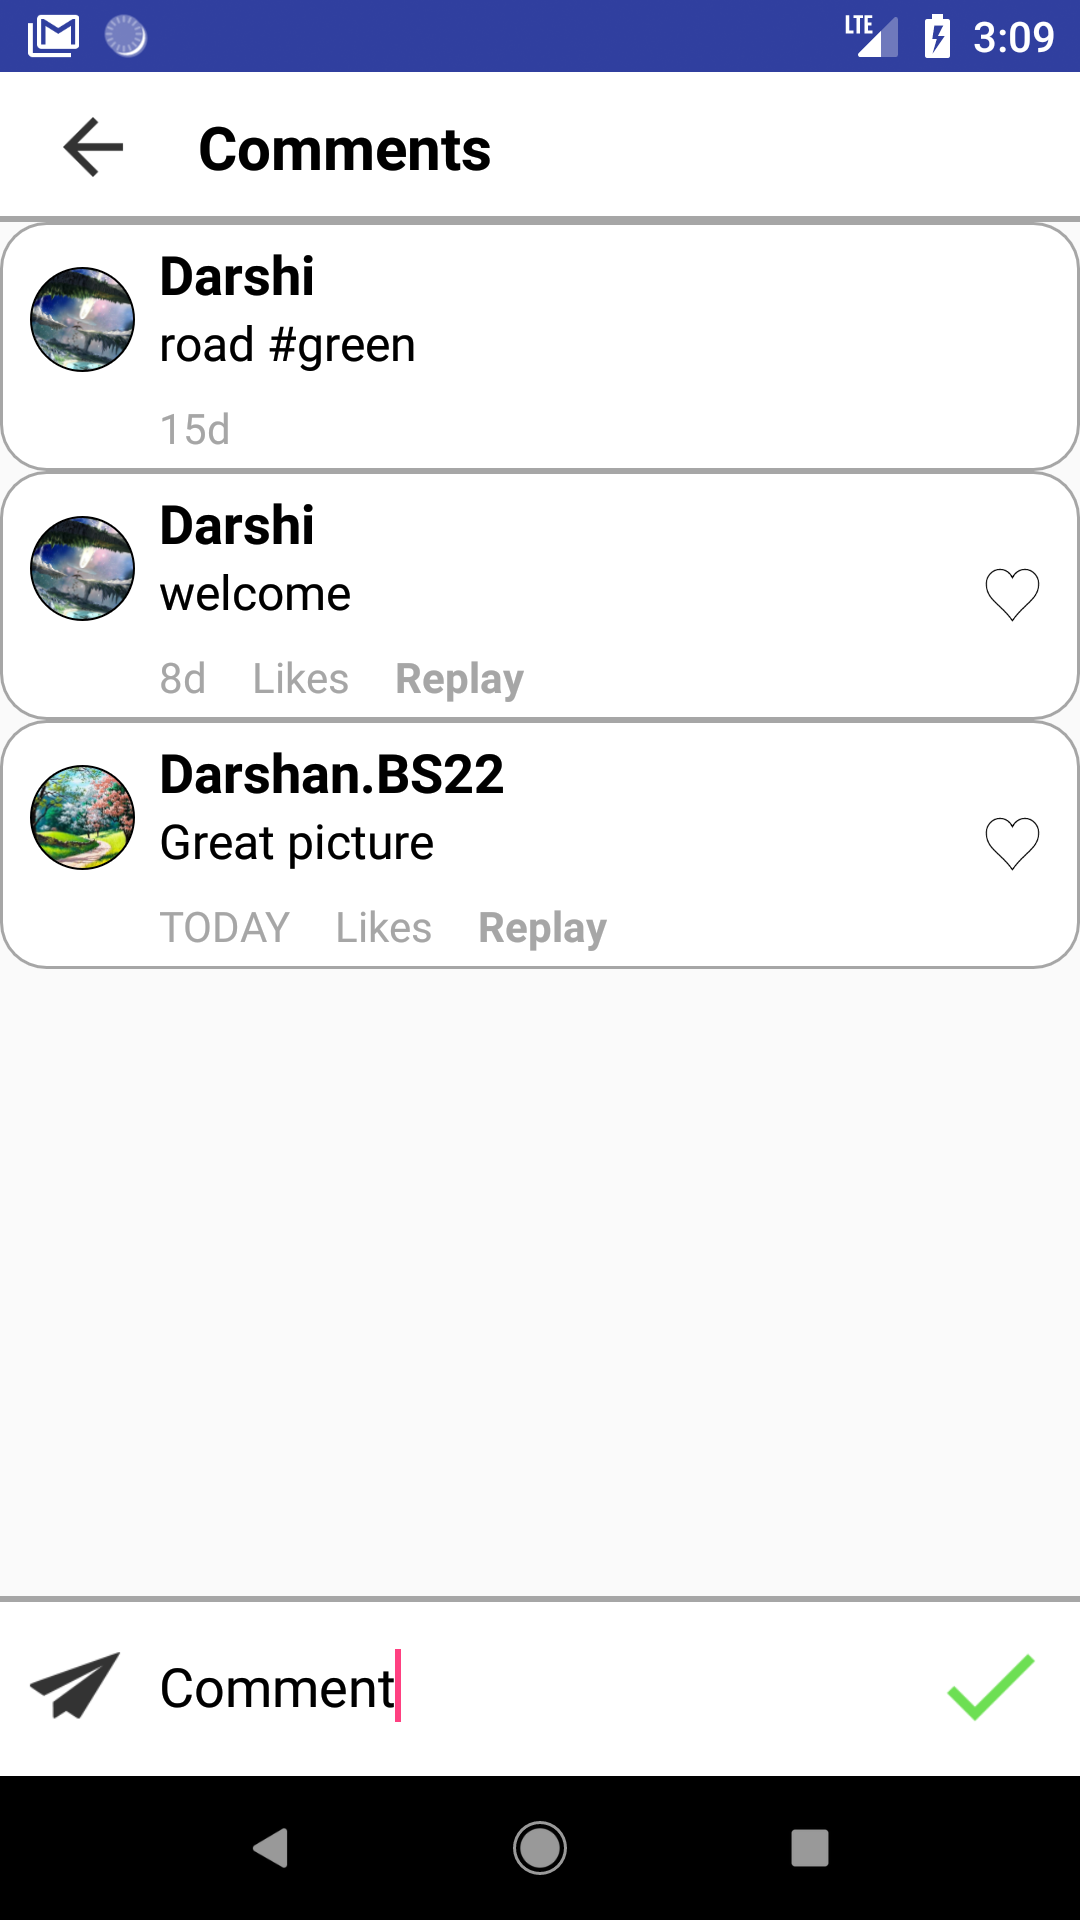 LTE 3:09
Comments
Darshi
road #green
15d
Darshi
welcome
8d Likes Replay
Darshan.BS22
Great picture
TODAY Likes Replay
Comment